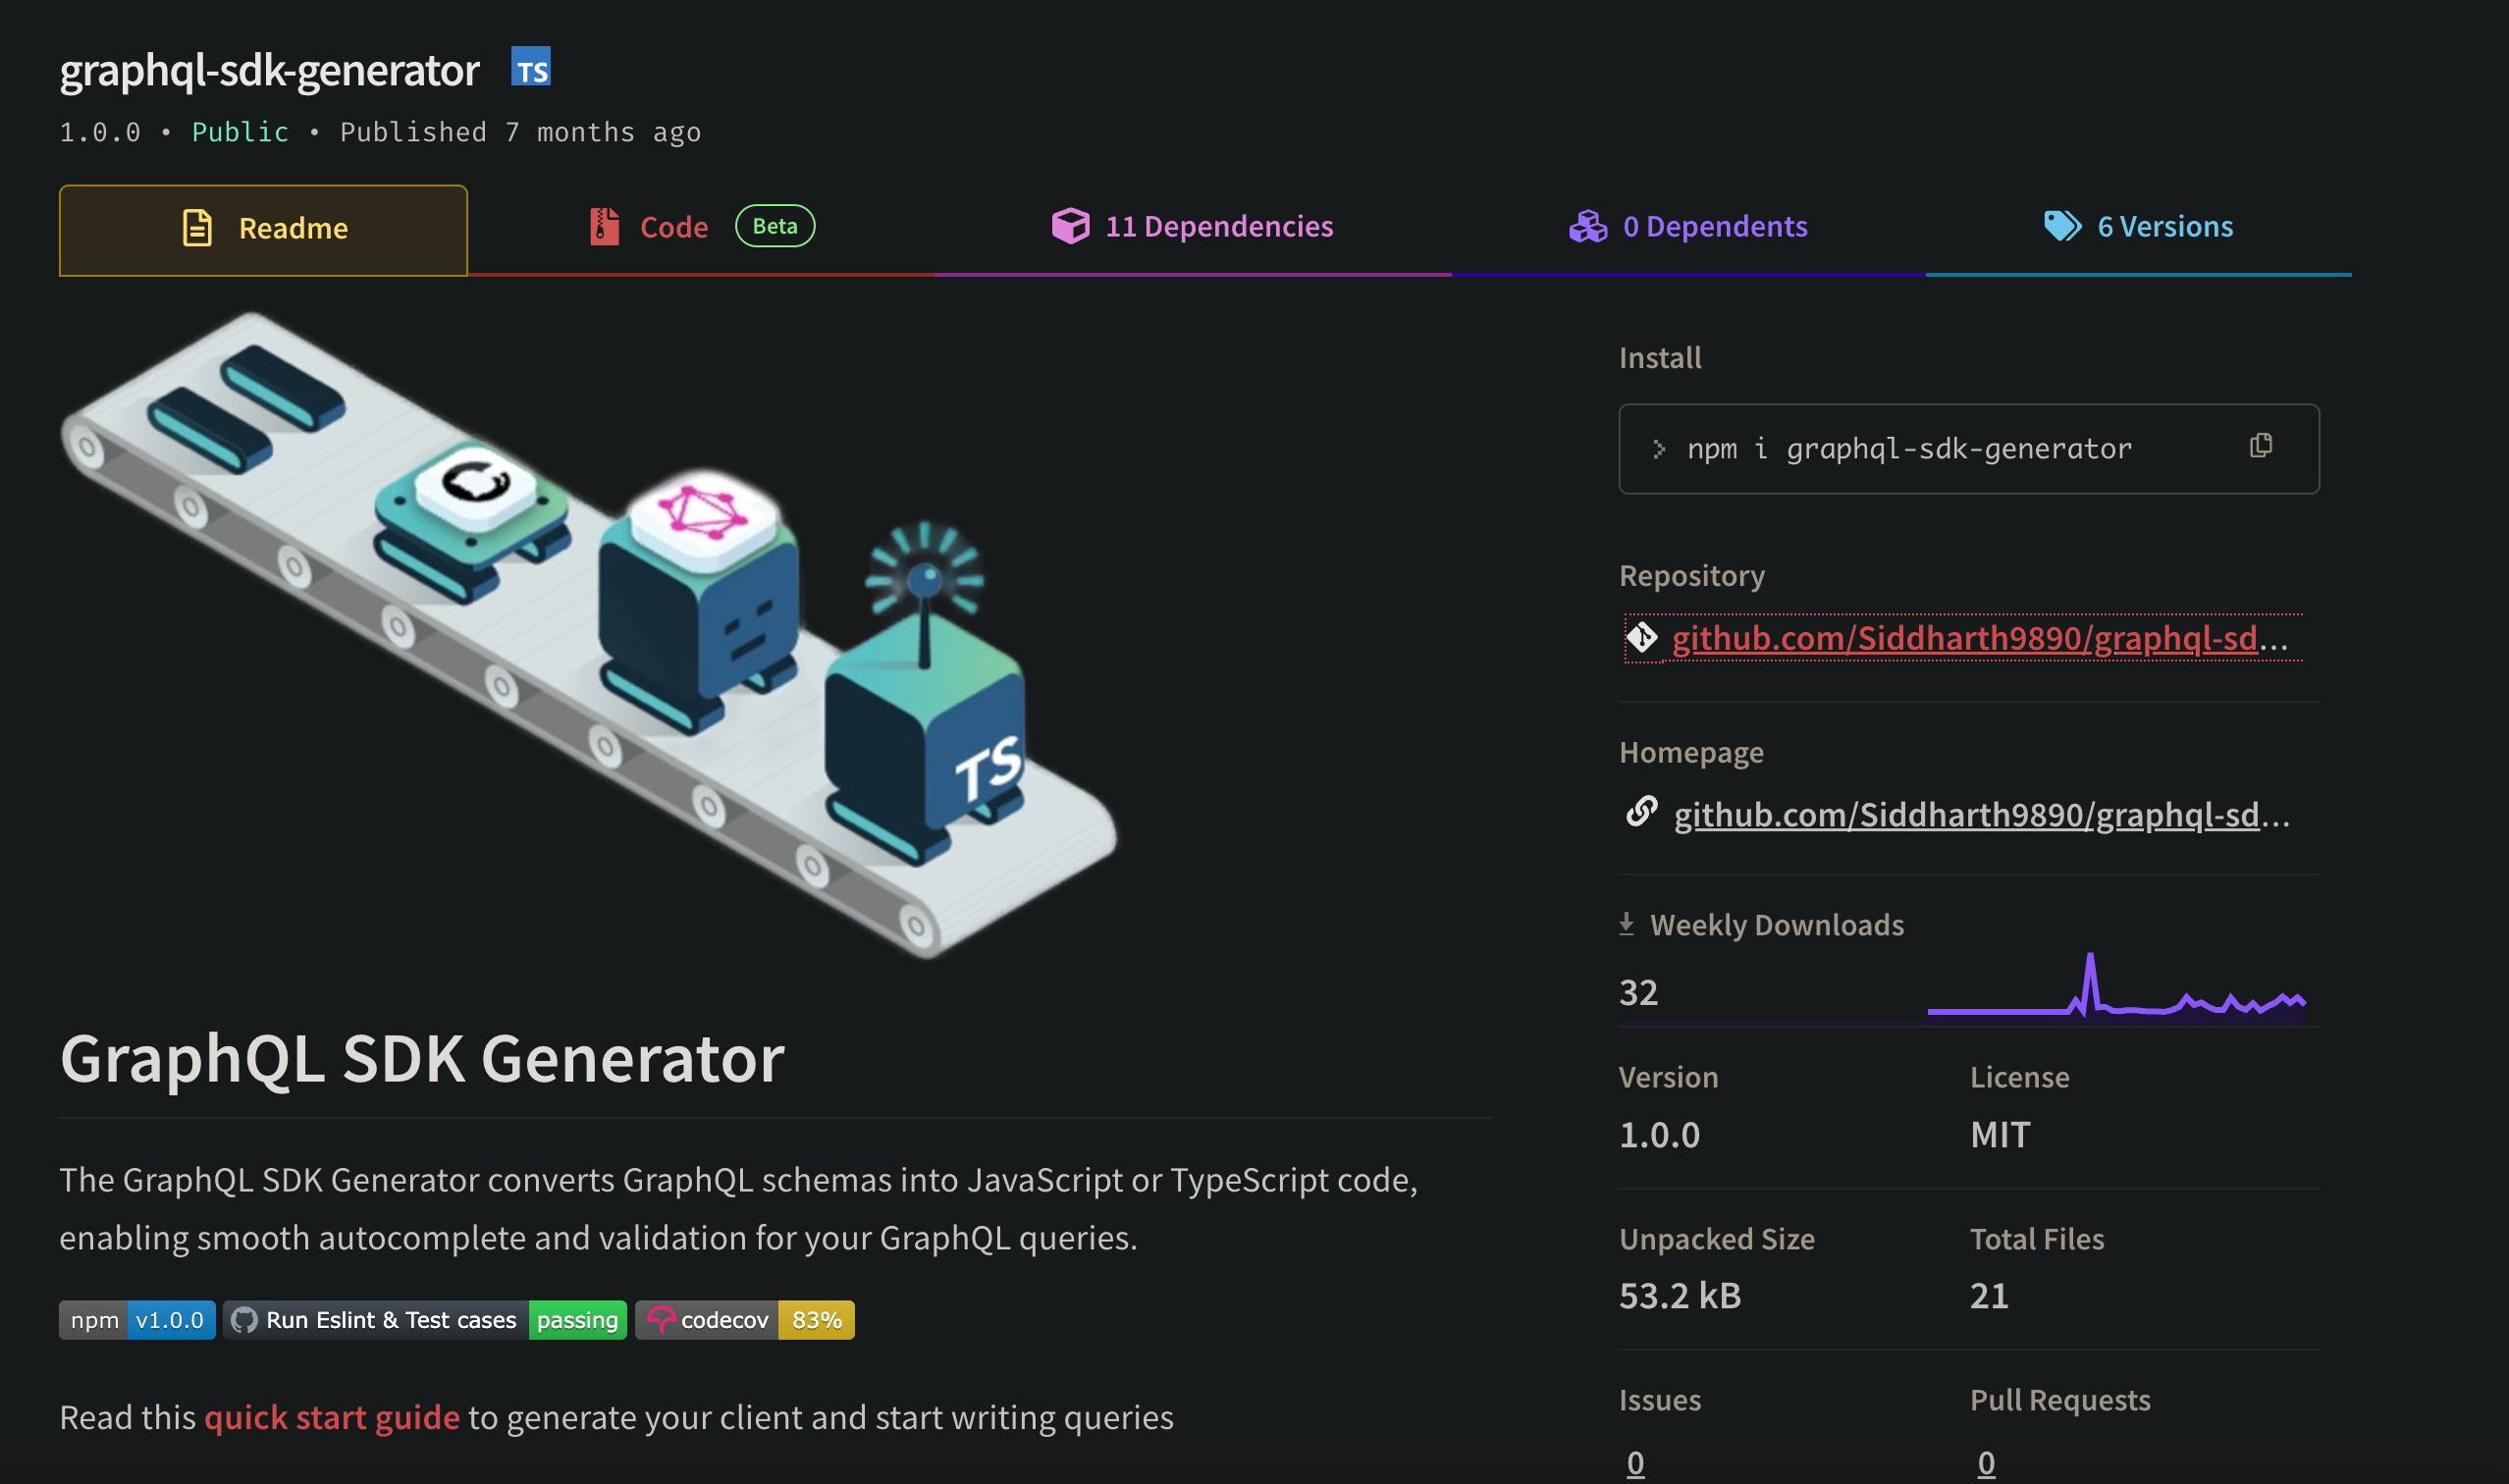 graphql-sdk-generator TS
1.0.0 • Public • Published 7 months ago
Readme
Code Beta
11 Dependencies
0 Dependents
6 Versions
TS
GraphQL SDK Generator
The GraphQL SDK Generator converts GraphQL schemas into JavaScript or TypeScript code,
enabling smooth autocomplete and validation for your GraphQL queries.
npm v1.0.0 Run Eslint & Test cases passing codecov 83%
Read this quick start guide to generate your client and start writing queries
Install
> npm i graphql-sdk-generator
Repository
github.com/Siddharth9890/graphql-sd...
Homepage
github.com/Siddharth9890/graphql-sd...
Weekly Downloads
32
Version
1.0.0
License
MIT
Unpacked Size
53.2 kB
Total Files
21
Issues
0
Pull Requests
0